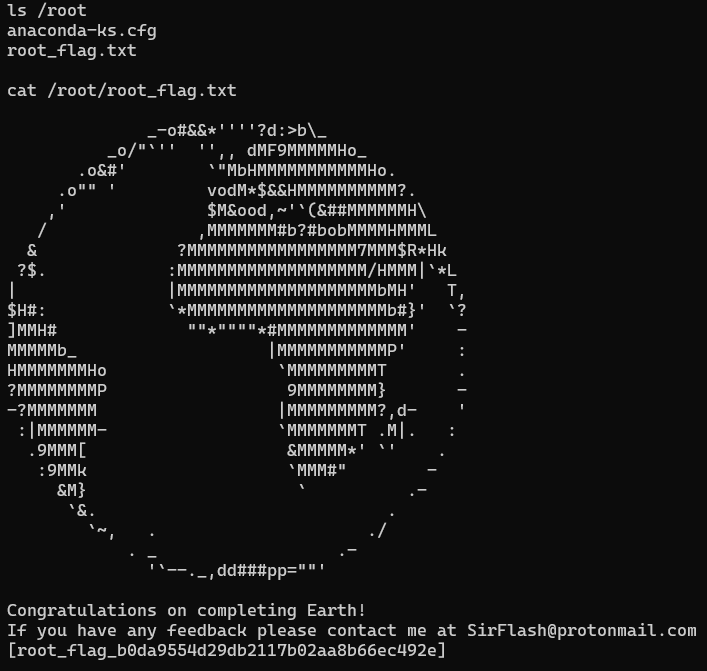 ls /root
anaconda-ks.cfg
root_flag.txt

cat /root/root_flag.txt

              _-o#&&*''''?d:>b\_
          _o/"`''  '',, dMF9MMMMMHo_
       .o&#'        `"MbHMMMMMMMMMMMHo.
     .o"" '         vodM*$&&HMMMMMMMMMM?.
    ,'              $M&ood,~'`(&##MMMMMMH\
   /               ,MMMMMMM#b?#bobMMMMHMMML
  &              ?MMMMMMMMMMMMMMMMM7MMM$R*Hk
 ?$.            :MMMMMMMMMMMMMMMMMMM/HMMM|`*L
|               |MMMMMMMMMMMMMMMMMMMMbMH'   T,
$H#:            `*MMMMMMMMMMMMMMMMMMMMb#}'  `?
]MMH#             ""*""""*#MMMMMMMMMMMMM'    -
MMMMMb_                   |MMMMMMMMMMMP'     :
HMMMMMMMHo                 `MMMMMMMMMT       .
?MMMMMMMMP                  9MMMMMMMM}       -
-?MMMMMMM                  |MMMMMMMMM?,d-    '
 :|MMMMMM-                 `MMMMMMMT .M|.   :
  .9MMM[                    &MMMMM*' `'    .
   :9MMk                    `MMM#"        -
     &M}                     `          .-
      `&.                             .
        `~,   .                     ./
            . _                  .-
              '`--._,dd###pp=""'

Congratulations on completing Earth!
If you have any feedback please contact me at SirFlash@protonmail.com
[root_flag_b0da9554d29db2117b02aa8b66ec492e]